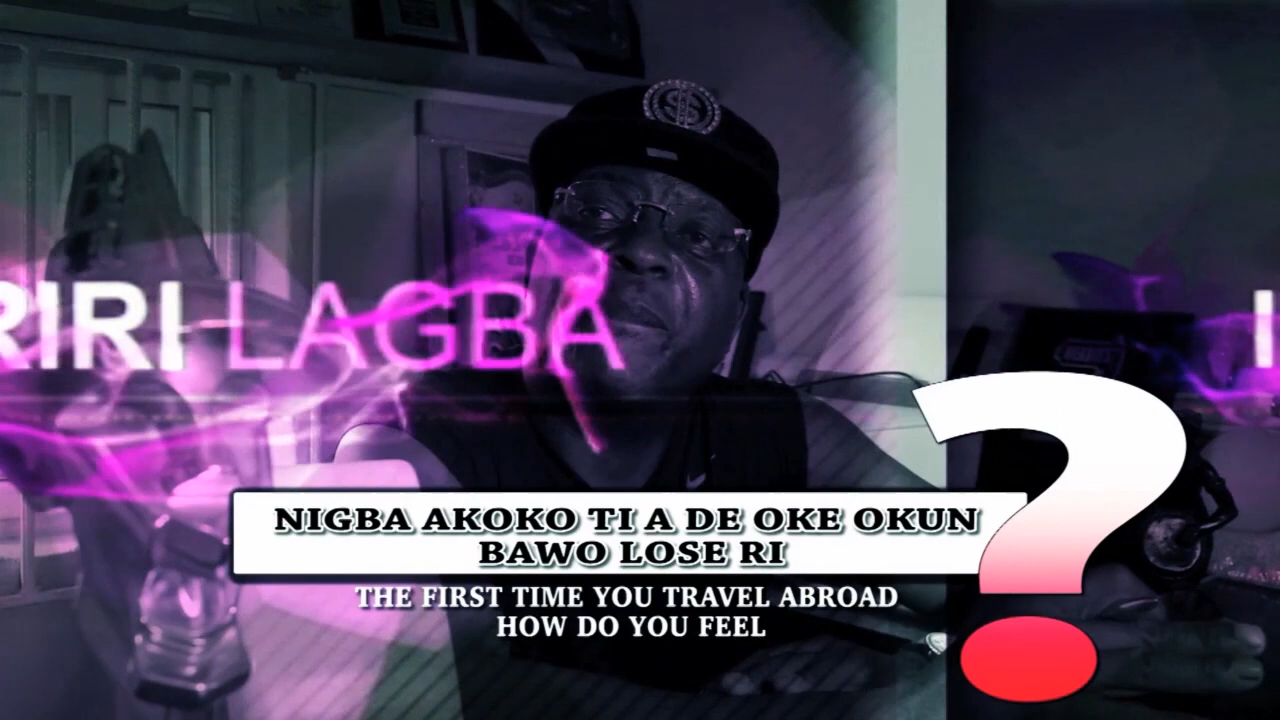 RIRI LAGBA
NIGBA AKOKO TI A DE OKE OKUN
BAWO LOSE RI
?
THE FIRST TIME YOU TRAVEL ABROAD
HOW DO YOU FEEL